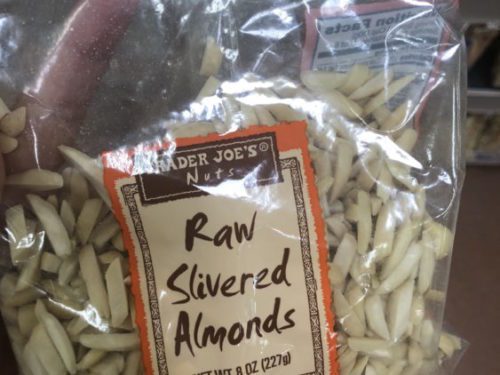 TRADER JOE'S®
Nuts
Raw
Slivered
Almonds
NET WT. 8 OZ (227g)